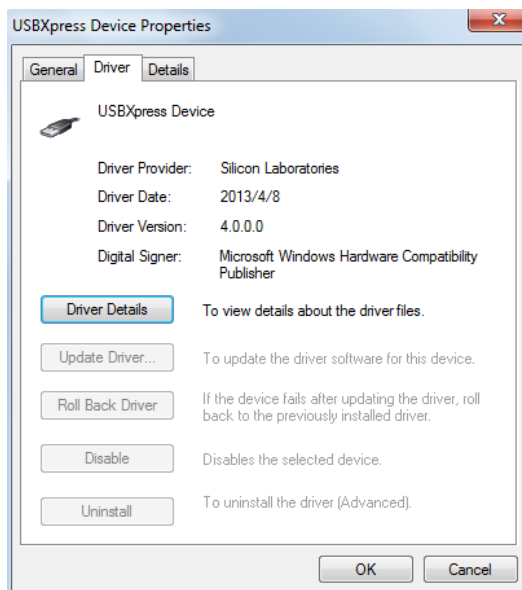 USBXpress Device Properties
General Driver Details
USBXpress Device
Driver Provider: Silicon Laboratories
Driver Date: 2013/4/8
Driver Version: 4.0.0.0
Digital Signer: Microsoft Windows Hardware Compatibility
Publisher
Driver Details To view details about the driver files.
Update Driver... To update the driver software for this device.
Roll Back Driver If the device fails after updating the driver, roll
back to the previously installed driver.
Disable Disables the selected device.
Uninstall To uninstall the driver (Advanced).
OK Cancel